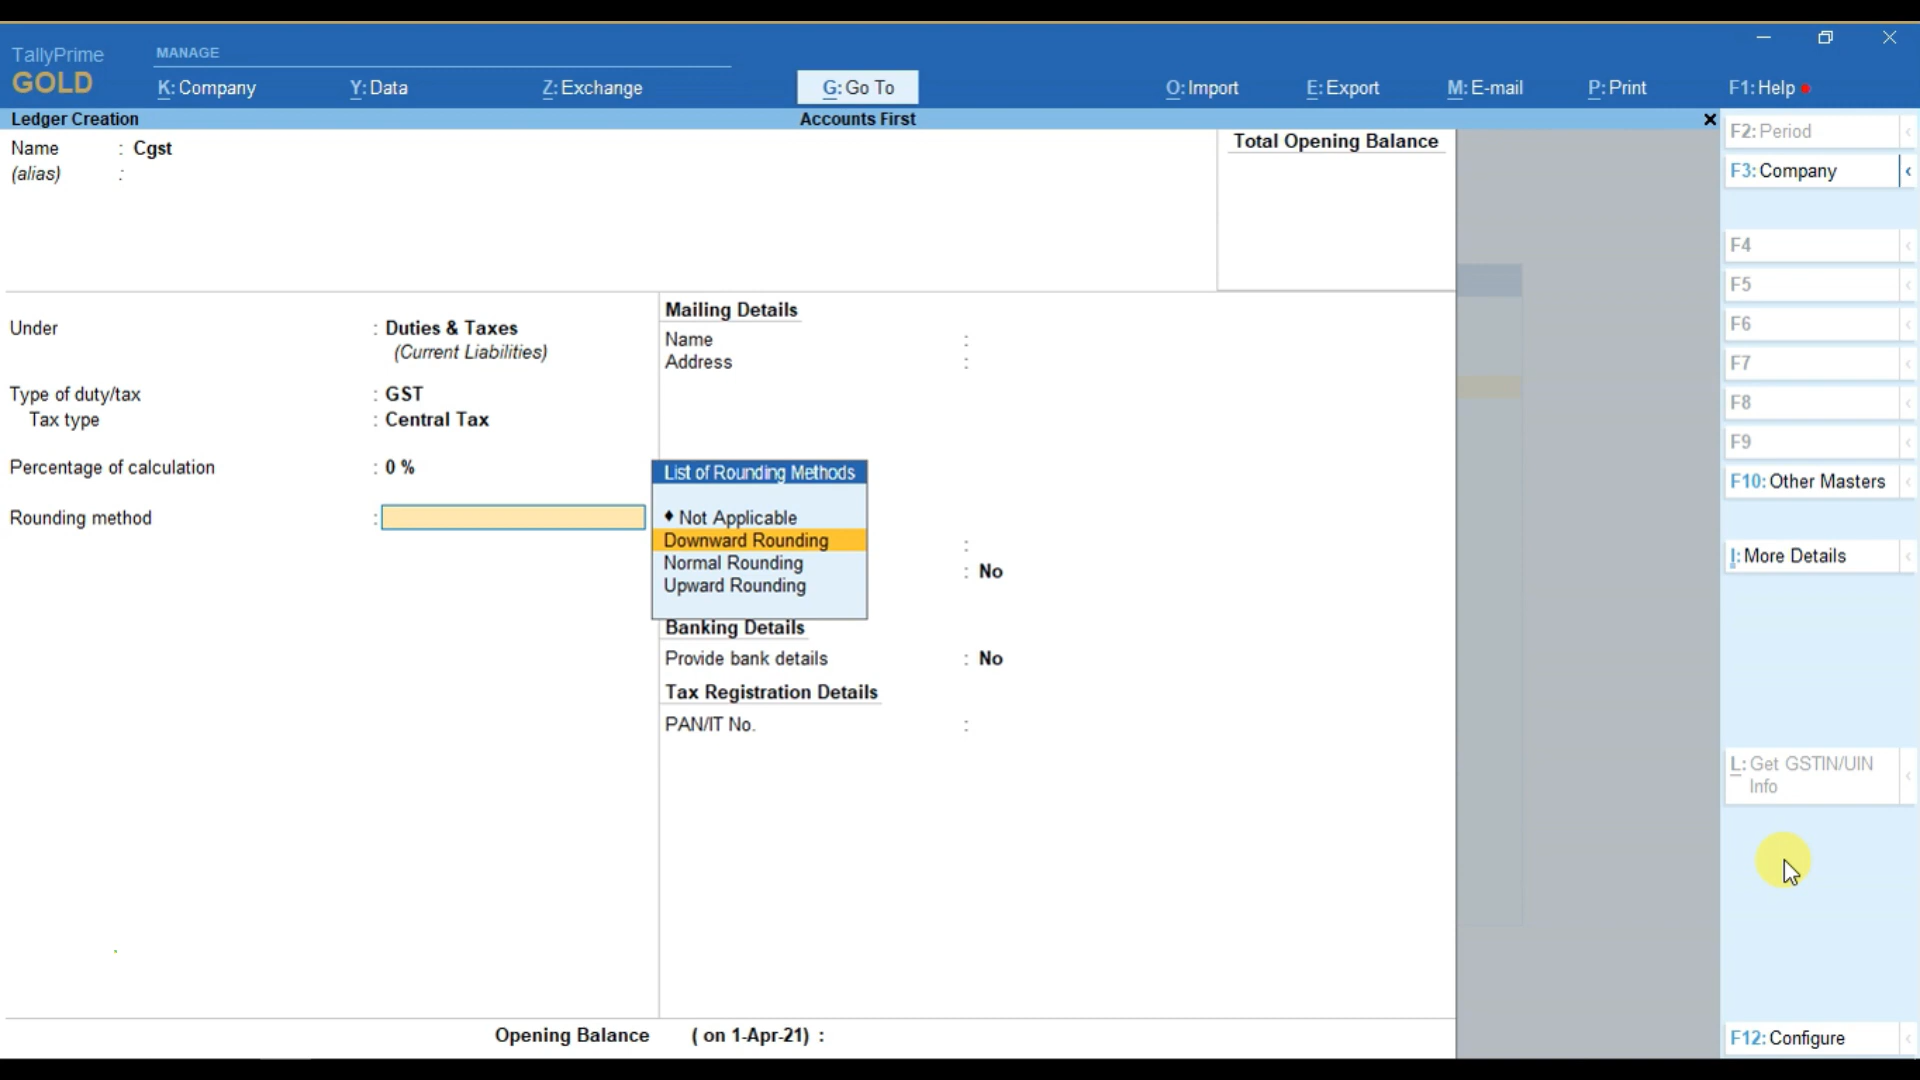 TallyPrime
GOLD
MANAGE
K: Company
Y: Data
Z: Exchange
G: Go To
O: Import
E: Export
M: E-mail
P: Print
F1: Help
Ledger Creation
Accounts First
Name : Cgst
(alias) :
Total Opening Balance
Under : Duties & Taxes
(Current Liabilities)
Type of duty/tax : GST
Tax type : Central Tax
Percentage of calculation : 0 %
Rounding method :
Mailing Details
Name :
Address :
List of Rounding Methods
♦ Not Applicable
Downward Rounding
Normal Rounding
Upward Rounding
:
: No
Banking Details
Provide bank details : No
Tax Registration Details
PAN/IT No. :
Opening Balance ( on 1-Apr-21) :
F2: Period
F3: Company
F4
F5
F6
F7
F8
F9
F10: Other Masters
I: More Details
L: Get GSTIN/UIN
Info
F12: Configure